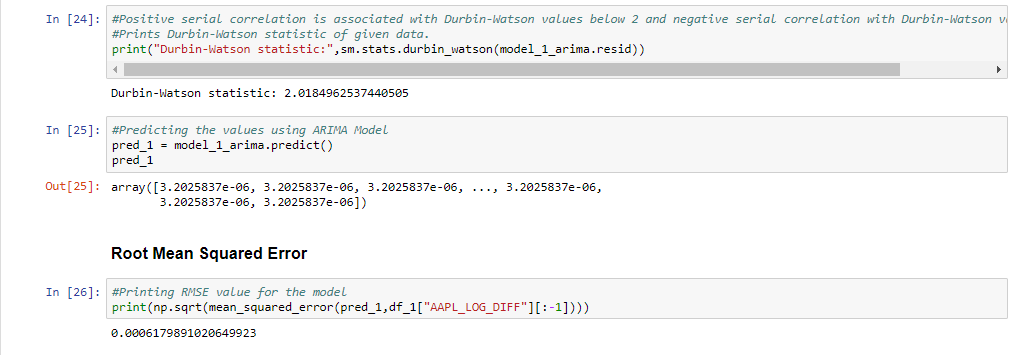 In [24]: #Positive serial correlation is associated with Durbin-Watson values below 2 and negative serial correlation with Durbin-Watson
#Prints Durbin-Watson statistic of given data.
print("Durbin-Watson statistic:",sm.stats.durbin_watson(model_1_arima.resid))
Durbin-Watson statistic: 2.0184962537440505
In [25]: #Predicting the values using ARIMA Model
pred_1 = model_1_arima.predict()
pred_1
Out[25]: array([3.2025837e-06, 3.2025837e-06, 3.2025837e-06, ..., 3.2025837e-06,
3.2025837e-06, 3.2025837e-06])
Root Mean Squared Error
In [26]: #Printing RMSE value for the model
print(np.sqrt(mean_squared_error(pred_1,df_1["AAPL_LOG_DIFF"][:-1])))
0.0006179891020649923